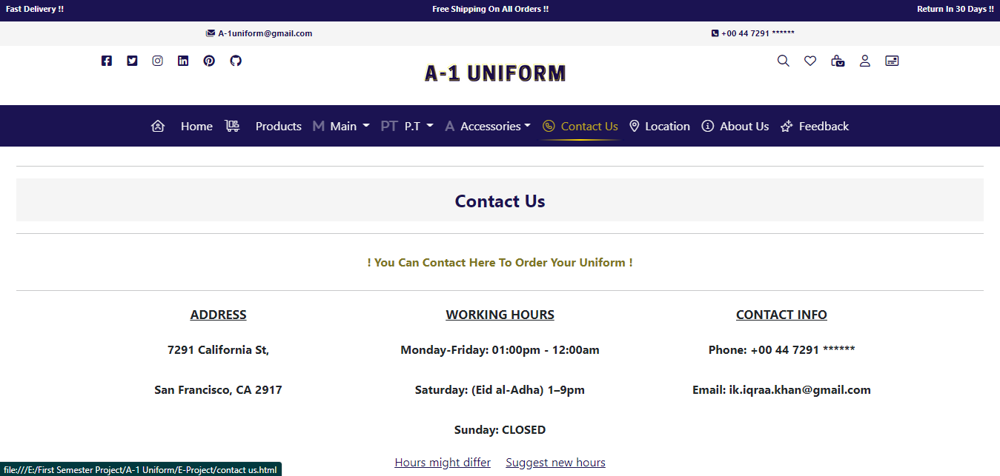 Fast Delivery !! Free Shipping On All Orders !! Return In 30 Days !!
A-1uniform@gmail.com +00 44 7291 ******
A-1 UNIFORM
Home Products M Main PT P.T A Accessories Contact Us Location About Us Feedback
Contact Us
! You Can Contact Here To Order Your Uniform !
ADDRESS WORKING HOURS CONTACT INFO
7291 California St, Monday-Friday: 01:00pm - 12:00am Phone: +00 44 7291 ******
San Francisco, CA 2917 Saturday: (Eid al-Adha) 1–9pm Email: ik.iqraa.khan@gmail.com
Sunday: CLOSED
Hours might differ Suggest new hours
file:///E:/First Semester Project/A-1 Uniform/E-Project/contact us.html